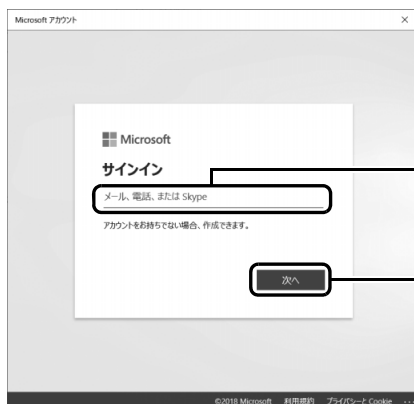 Microsoft アカウント
Microsoft
サインイン
メール、電話、または Skype
アカウントをお持ちでない場合、作成できます。
次へ
©2018 Microsoft 利用規約 プライバシーと Cookie ...